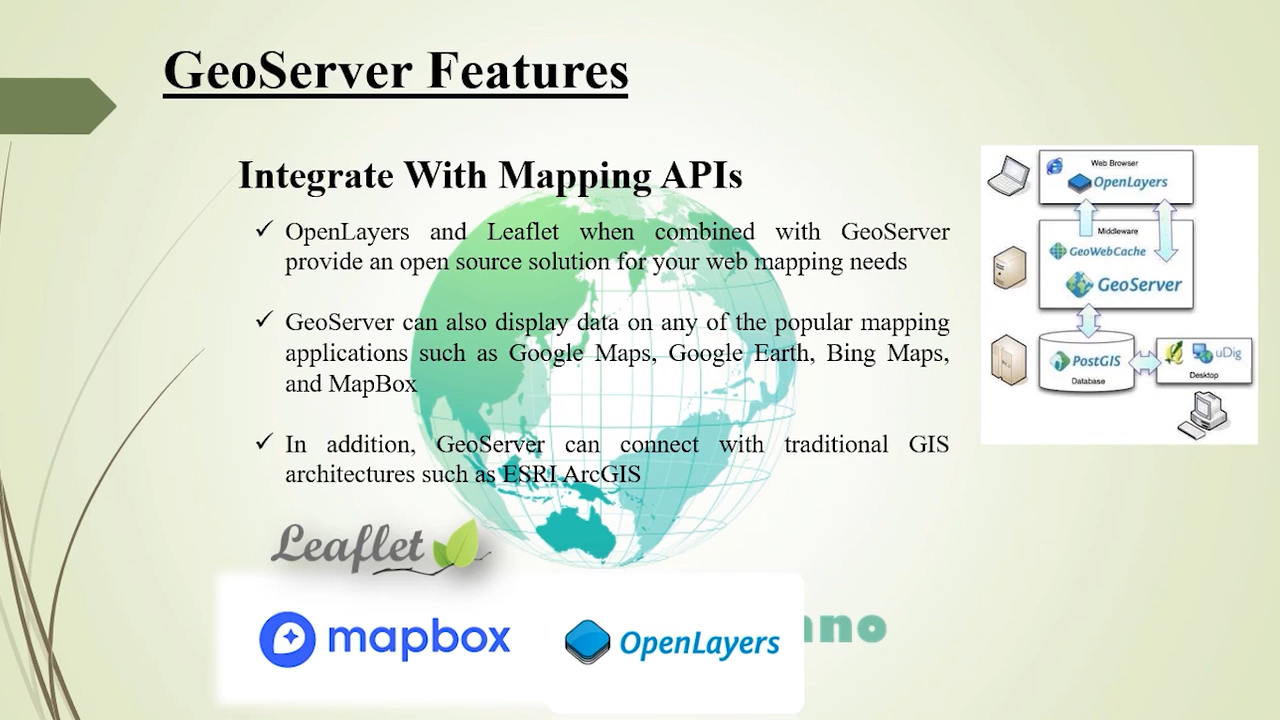 GeoServer Features
Integrate With Mapping APIs
✓ OpenLayers and Leaflet when combined with GeoServer
provide an open source solution for your web mapping needs
✓ GeoServer can also display data on any of the popular mapping
applications such as Google Maps, Google Earth, Bing Maps,
and MapBox
✓ In addition, GeoServer can connect with traditional GIS
architectures such as ESRI ArcGIS
Web Browser
OpenLayers
Middleware
GeoWebCache
GeoServer
PostGIS
Database
uDig
Desktop
Leaflet
mapbox
OpenLayers